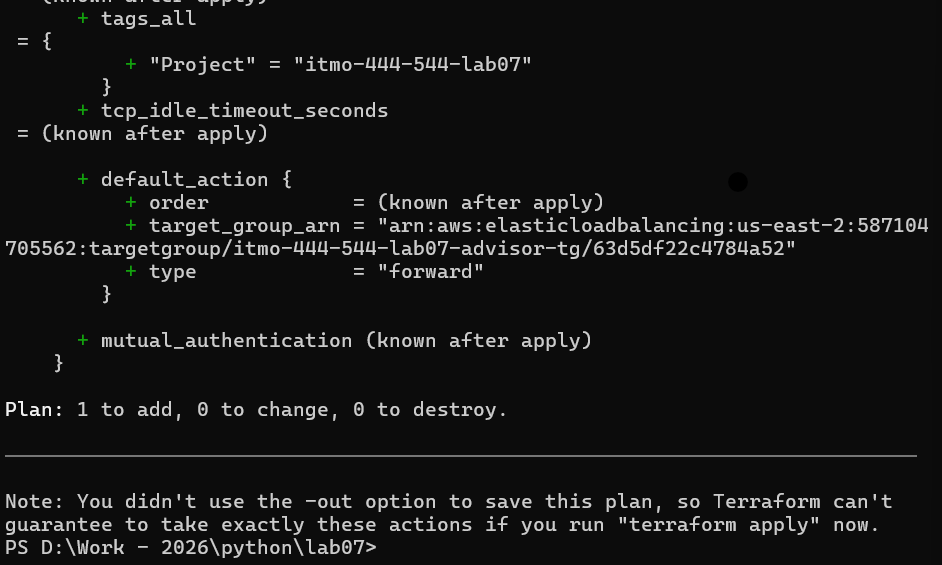 (known after apply)
+ tags_all
= {
+ "Project" = "itmo-444-544-lab07"
}
+ tcp_idle_timeout_seconds
= (known after apply)
+ default_action {
+ order = (known after apply)
+ target_group_arn = "arn:aws:elasticloadbalancing:us-east-2:587104
705562:targetgroup/itmo-444-544-lab07-advisor-tg/63d5df22c4784a52"
+ type = "forward"
}
+ mutual_authentication (known after apply)
}
Plan: 1 to add, 0 to change, 0 to destroy.
Note: You didn't use the -out option to save this plan, so Terraform can't
guarantee to take exactly these actions if you run "terraform apply" now.
PS D:\Work - 2026\python\lab07>